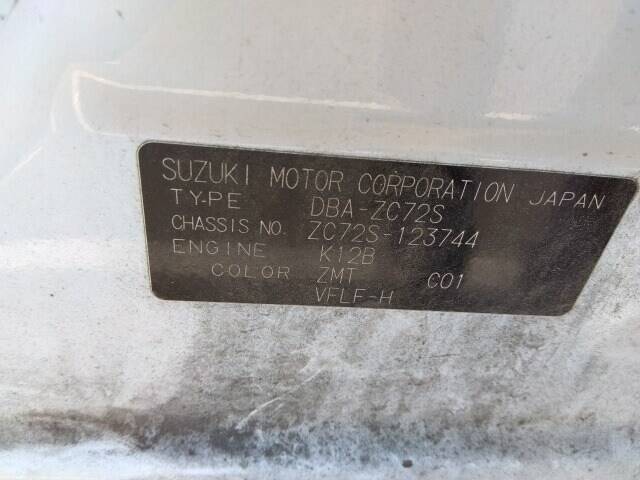 SUZUKI MOTOR CORPORATION JAPAN
TYPE DBA-ZC72S
CHASSIS NO. ZC72S-123744
ENGINE K12B
COLOR ZMT C01
VFLF-H